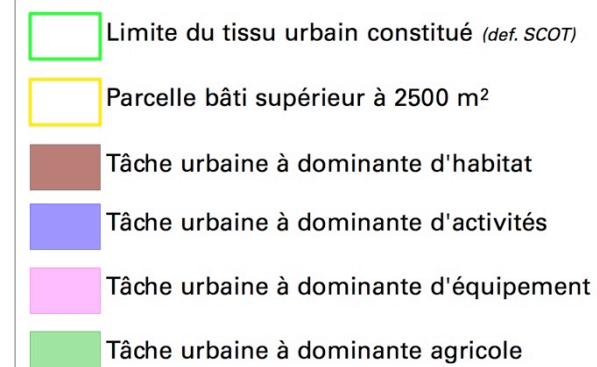 Limite du tissu urbain constitué (def. SCOT)
Parcelle bâti supérieur à 2500 m²
Tâche urbaine à dominante d'habitat
Tâche urbaine à dominante d'activités
Tâche urbaine à dominante d'équipement
Tâche urbaine à dominante agricole